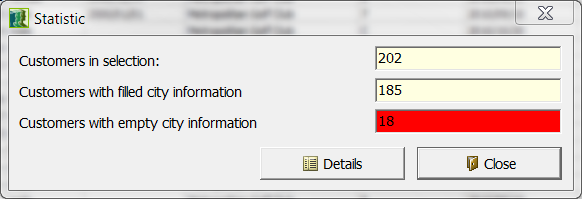 Statistic
Customers in selection: 202
Customers with filled city information 185
Customers with empty city information 18
Details Close